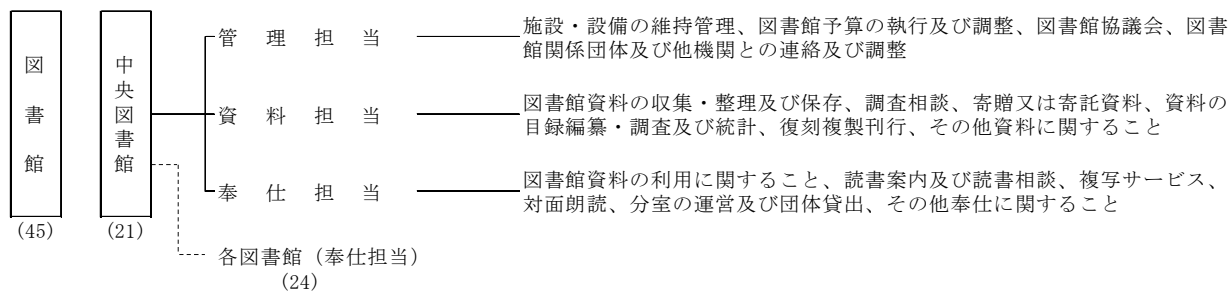 図書館
(45)
中央図書館
(21)
管理担当
施設・設備の維持管理、図書館予算の執行及び調整、図書館協議会、図書
館関係団体及び他機関との連絡及び調整
資料担当
図書館資料の収集・整理及び保存、調査相談、寄贈又は寄託資料、資料の
目録編纂・調査及び統計、復刻複製刊行、その他資料に関すること
奉仕担当
図書館資料の利用に関すること、読書案内及び読書相談、複写サービス、
対面朗読、分室の運営及び団体貸出、その他奉仕に関すること
各図書館（奉仕担当）
(24)